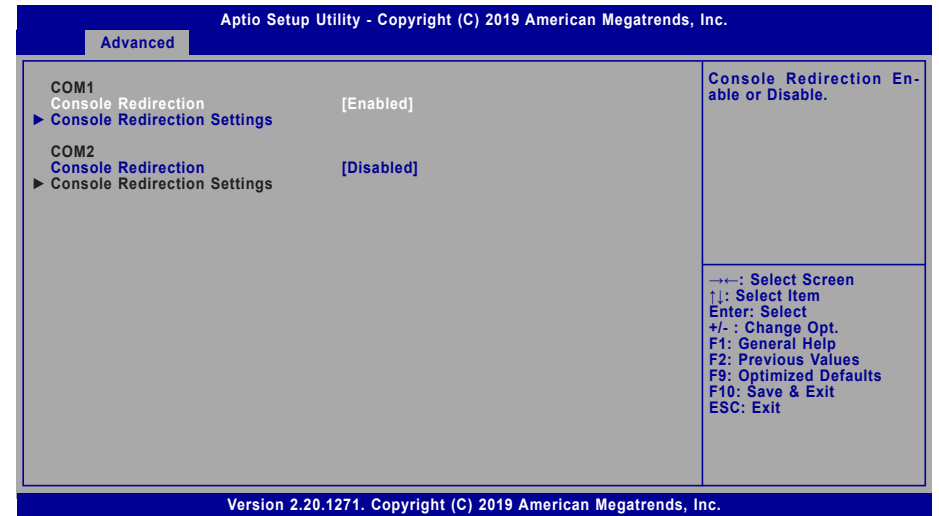 Aptio Setup Utility - Copyright (C) 2019 American Megatrends, Inc.
Advanced
COM1
Console Redirection [Enabled]
► Console Redirection Settings
COM2
Console Redirection [Disabled]
► Console Redirection Settings
Console Redirection En-
able or Disable.
→←: Select Screen
↑↓: Select Item
Enter: Select
+/- : Change Opt.
F1: General Help
F2: Previous Values
F9: Optimized Defaults
F10: Save & Exit
ESC: Exit
Version 2.20.1271. Copyright (C) 2019 American Megatrends, Inc.